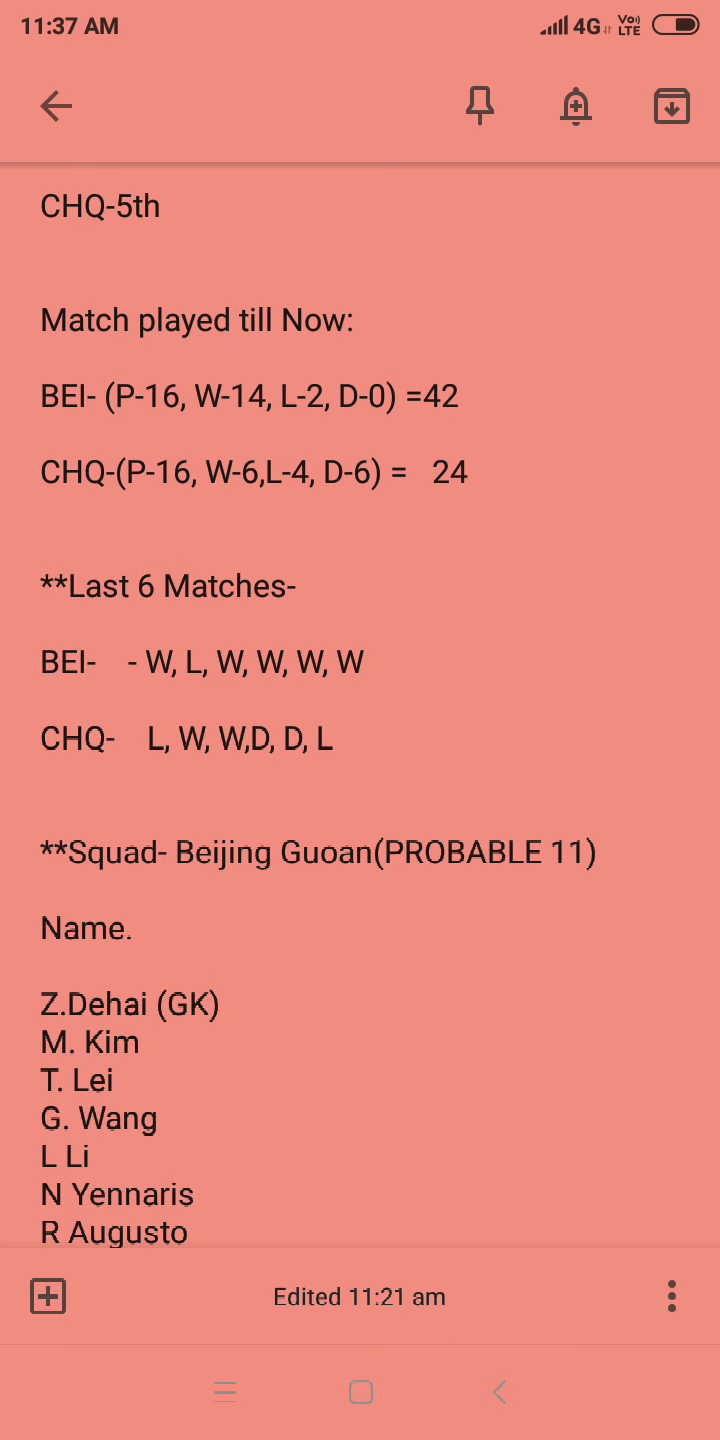 11:37 AM 4G VoLTE
CHQ-5th
Match played till Now:
BEI- (P-16, W-14, L-2, D-0) =42
CHQ-(P-16, W-6,L-4, D-6) = 24
**Last 6 Matches-
BEI- - W, L, W, W, W, W
CHQ- L, W, W,D, D, L
**Squad- Beijing Guoan(PROBABLE 11)
Name.
Z.Dehai (GK)
M. Kim
T. Lei
G. Wang
L Li
N Yennaris
R Augusto
Edited 11:21 am